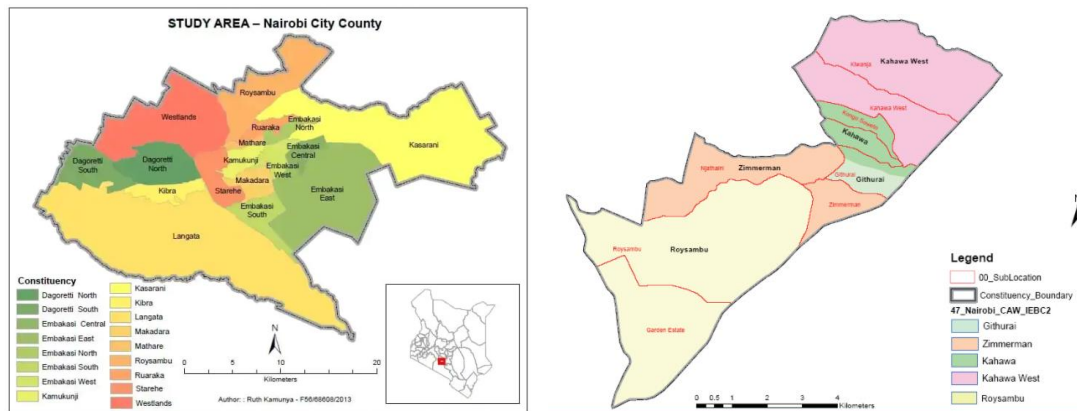 STUDY AREA – Nairobi City County
Roysambu
Westlands
Ruaraka
Embakasi
North
Kasarani
Mathare
Embakasi
Central
Dagoretti
South
Dagoretti
North
Kamukunji
Embakasi
West
Makadara
Starehe
Kibra
Embakasi
East
Embakasi
South
Langata
Constituency
Dagoretti North
Dagoretti South
Embakasi Central
Embakasi East
Embakasi North
Embakasi South
Embakasi West
Kamukunji
Kasarani
Kibra
Langata
Makadara
Mathare
Roysambu
Ruaraka
Starehe
Westlands
N
0 5 10 20
Kilometers
Author: : Ruth Kamunya - F56/68608/2013
Kiwanja
Kahawa West
Kahawa West
Kongo Soweto
Kahawa
Githurai
Githurai
Zimmerman
Zimmerman
Roysambu
Roysambu
Garden Estate
Legend
00_SubLocation
Constituency_Boundary
47_Nairobi_CAW_IEBC2
Githurai
Zimmerman
Kahawa
Kahawa West
Roysambu
0 0.5 1 2 3 4
Kilometers